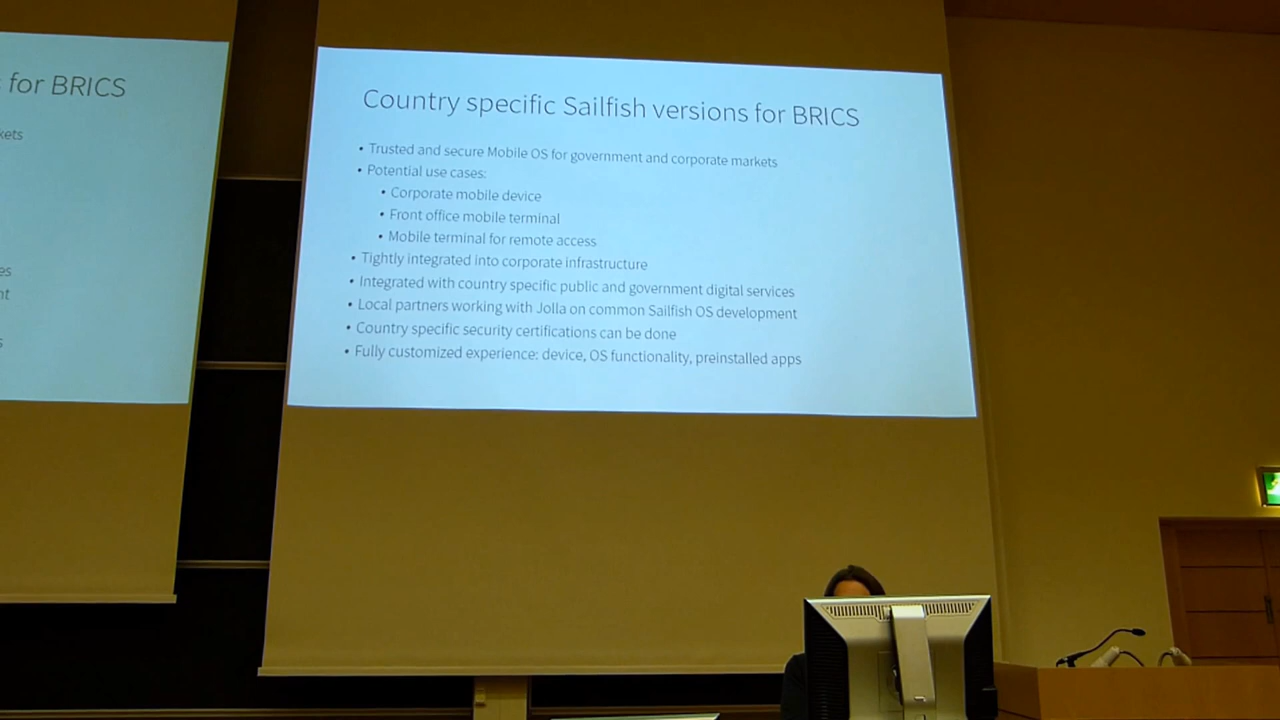 for BRICS
kets
es
nt
s
Country specific Sailfish versions for BRICS
• Trusted and secure Mobile OS for government and corporate markets
• Potential use cases:
• Corporate mobile device
• Front office mobile terminal
• Mobile terminal for remote access
• Tightly integrated into corporate infrastructure
• Integrated with country specific public and government digital services
• Local partners working with Jolla on common Sailfish OS development
• Country specific security certifications can be done
• Fully customized experience: device, OS functionality, preinstalled apps